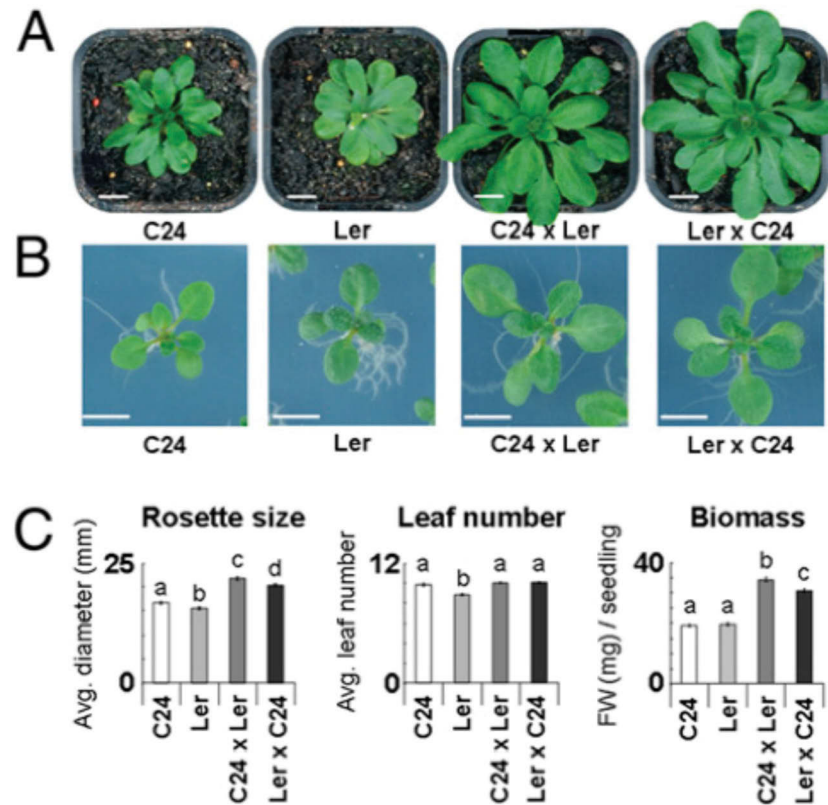 A
C24 Ler C24 x Ler Ler x C24
B
C24 Ler C24 x Ler Ler x C24
C
Rosette size
Avg. diameter (mm)
25
0
a b c d
C24 Ler C24 x Ler Ler x C24
Leaf number
Avg. leaf number
12
0
a b a a
C24 Ler C24 x Ler Ler x C24
Biomass
FW (mg) / seedling
40
0
a a b c
C24 Ler C24 x Ler Ler x C24